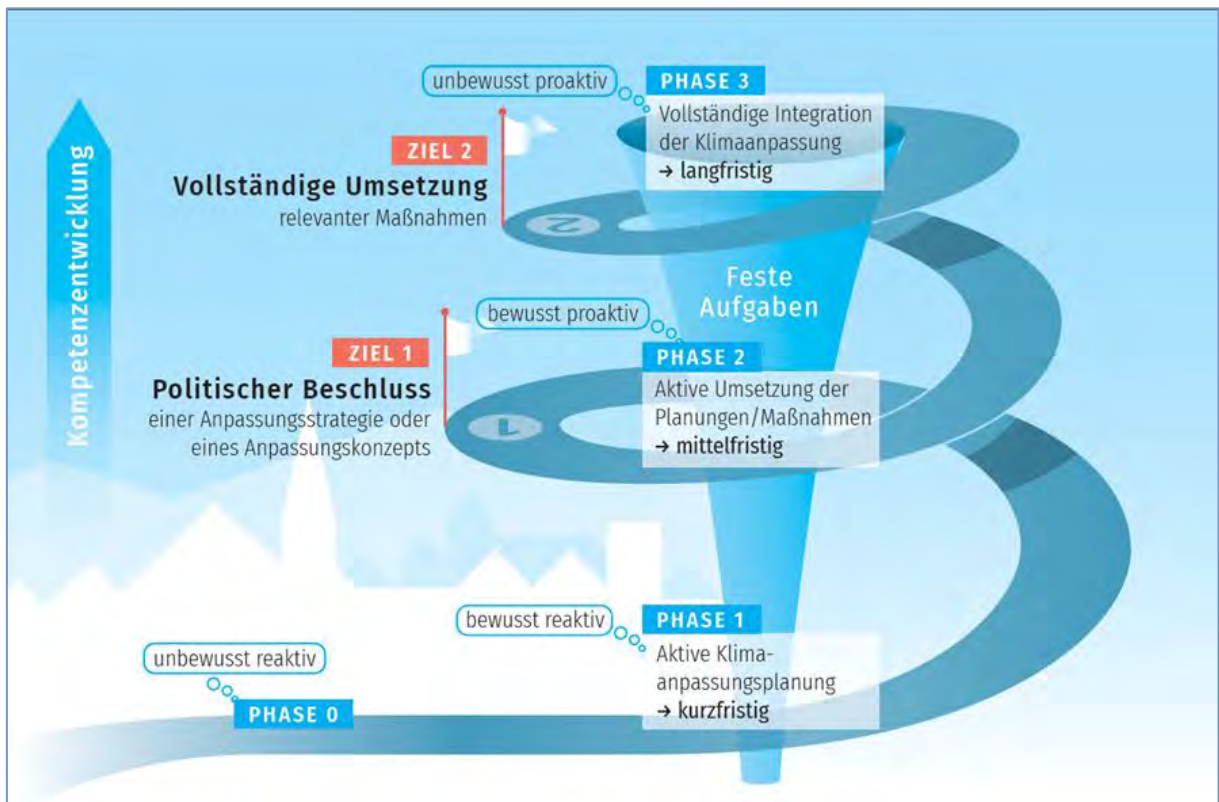 unbewusst proaktiv
PHASE 3
Vollständige Integration
der Klimaanpassung
→ langfristig
ZIEL 2
Vollständige Umsetzung
relevanter Maßnahmen
2
Kompetenzentwicklung
Feste
Aufgaben
bewusst proaktiv
PHASE 2
Aktive Umsetzung der
Planungen/Maßnahmen
→ mittelfristig
ZIEL 1
Politischer Beschluss
einer Anpassungsstrategie oder
eines Anpassungskonzepts
1
bewusst reaktiv
PHASE 1
Aktive Klima-
anpassungsplanung
→ kurzfristig
unbewusst reaktiv
PHASE 0